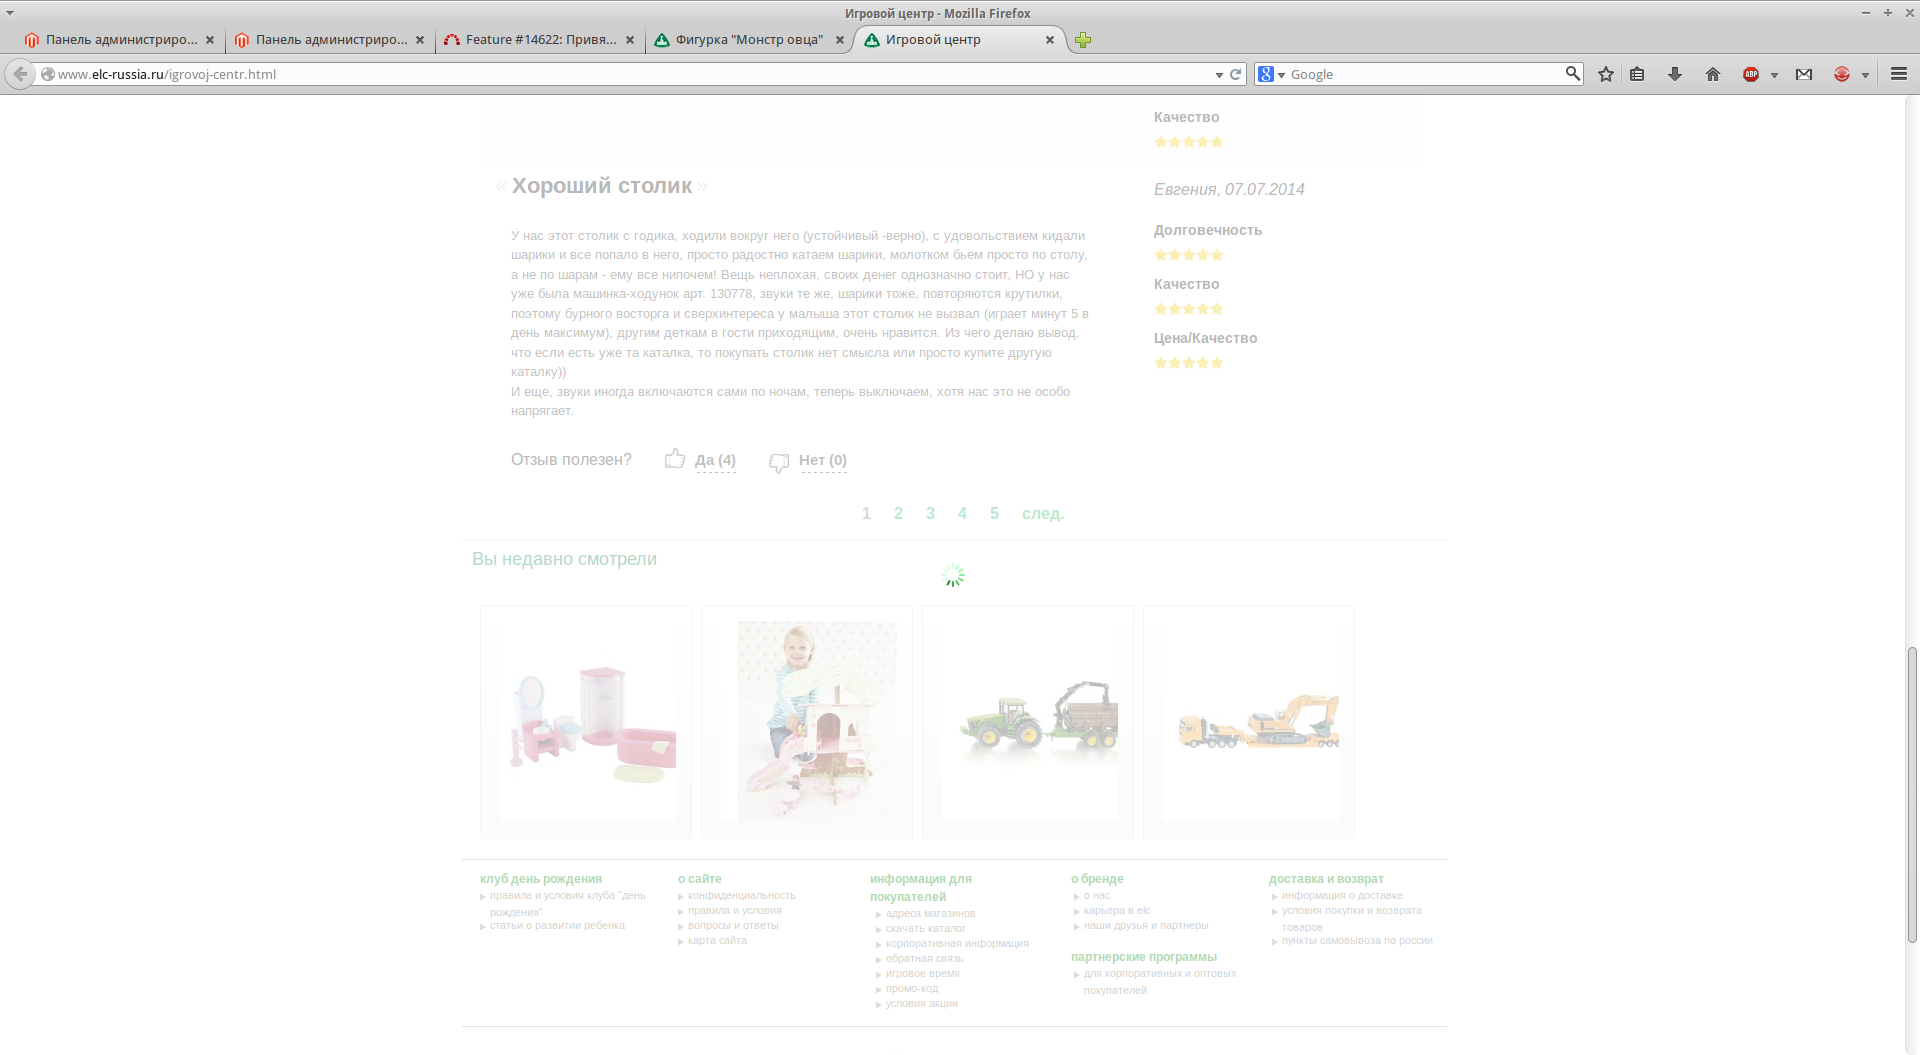 Игровой центр - Mozilla Firefox
Панель администриро...
Панель администриро...
Feature #14622: Привя...
Фигурка "Монстр овца"
Игровой центр
www.elc-russia.ru/igrovoj-centr.html
8
Google
ABP
Качество
« Хороший столик »
Евгения, 07.07.2014
У нас этот столик с годика, ходили вокруг него (устойчивый -верно), с удовольствием кидали
шарики и все попало в него, просто радостно катаем шарики, молотком бьем просто по столу,
а не по шарам - ему все нипочем! Вещь неплохая, своих денег однозначно стоит, НО у нас
уже была машинка-ходунок арт. 130778, звуки те же, шарики тоже, повторяются крутилки,
поэтому бурного восторга и сверхинтереса у малыша этот столик не вызвал (играет минут 5 в
день максимум), другим деткам в гости приходящим, очень нравится. Из чего делаю вывод,
что если есть уже та каталка, то покупать столик нет смысла или просто купите другую
каталку))
И еще, звуки иногда включаются сами по ночам, теперь выключаем, хотя нас это не особо
напрягает.
Долговечность
Качество
Цена/Качество
Отзыв полезен? Да (4) Нет (0)
1 2 3 4 5 след.
Вы недавно смотрели
клуб день рождения
правила и условия клуба "день
рождения"
статьи о развитии ребенка
о сайте
конфиденциальность
правила и условия
вопросы и ответы
карта сайта
информация для
покупателей
адреса магазинов
скачать каталог
корпоративная информация
обратная связь
игровое время
промо-код
условия акции
о бренде
о нас
карьера в elc
наши друзья и партнеры
партнерские программы
для корпоративных и оптовых
покупателей
доставка и возврат
информация о доставке
условия покупки и возврата
товаров
пункты самовывоза по россии